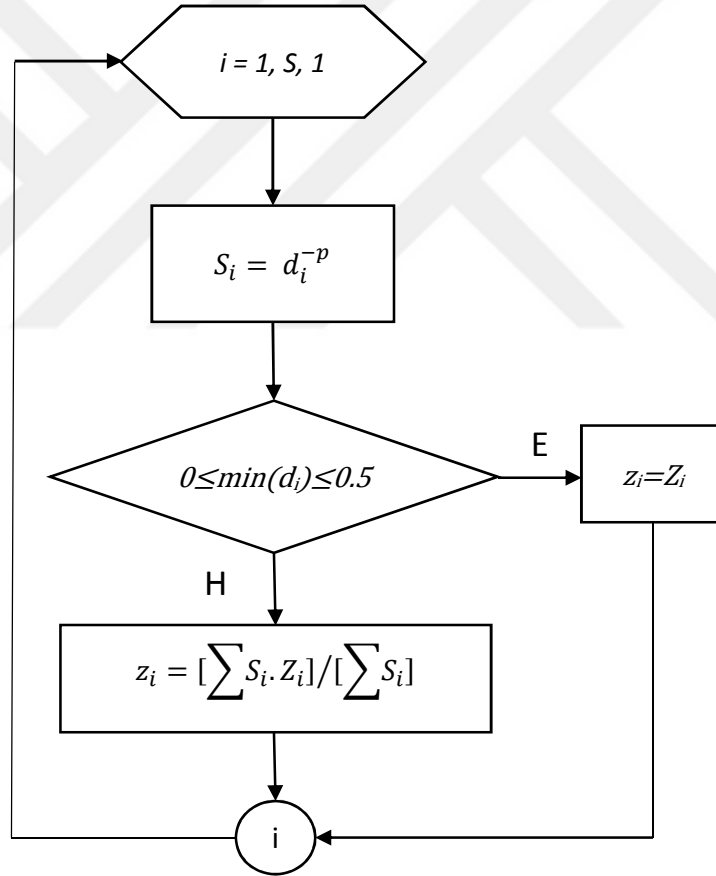 i = 1, S, 1
S_i = d_i^{-p}
0≤min(d_i)≤0.5
E
z_i=Z_i
H
z_i = [∑S_i.Z_i]/[∑S_i]
i